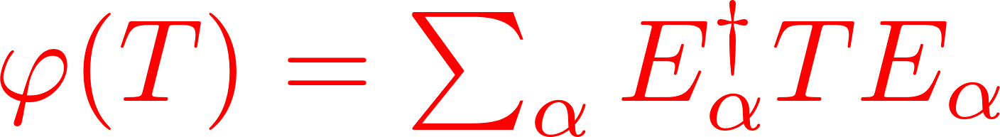 φ(T) = ∑_α E_α^† T E_α